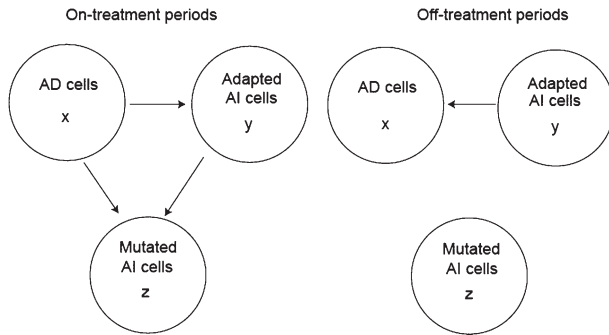 On-treatment periods
AD cells
x
Adapted
AI cells
y
Mutated
AI cells
z
Off-treatment periods
AD cells
x
Adapted
AI cells
y
Mutated
AI cells
z